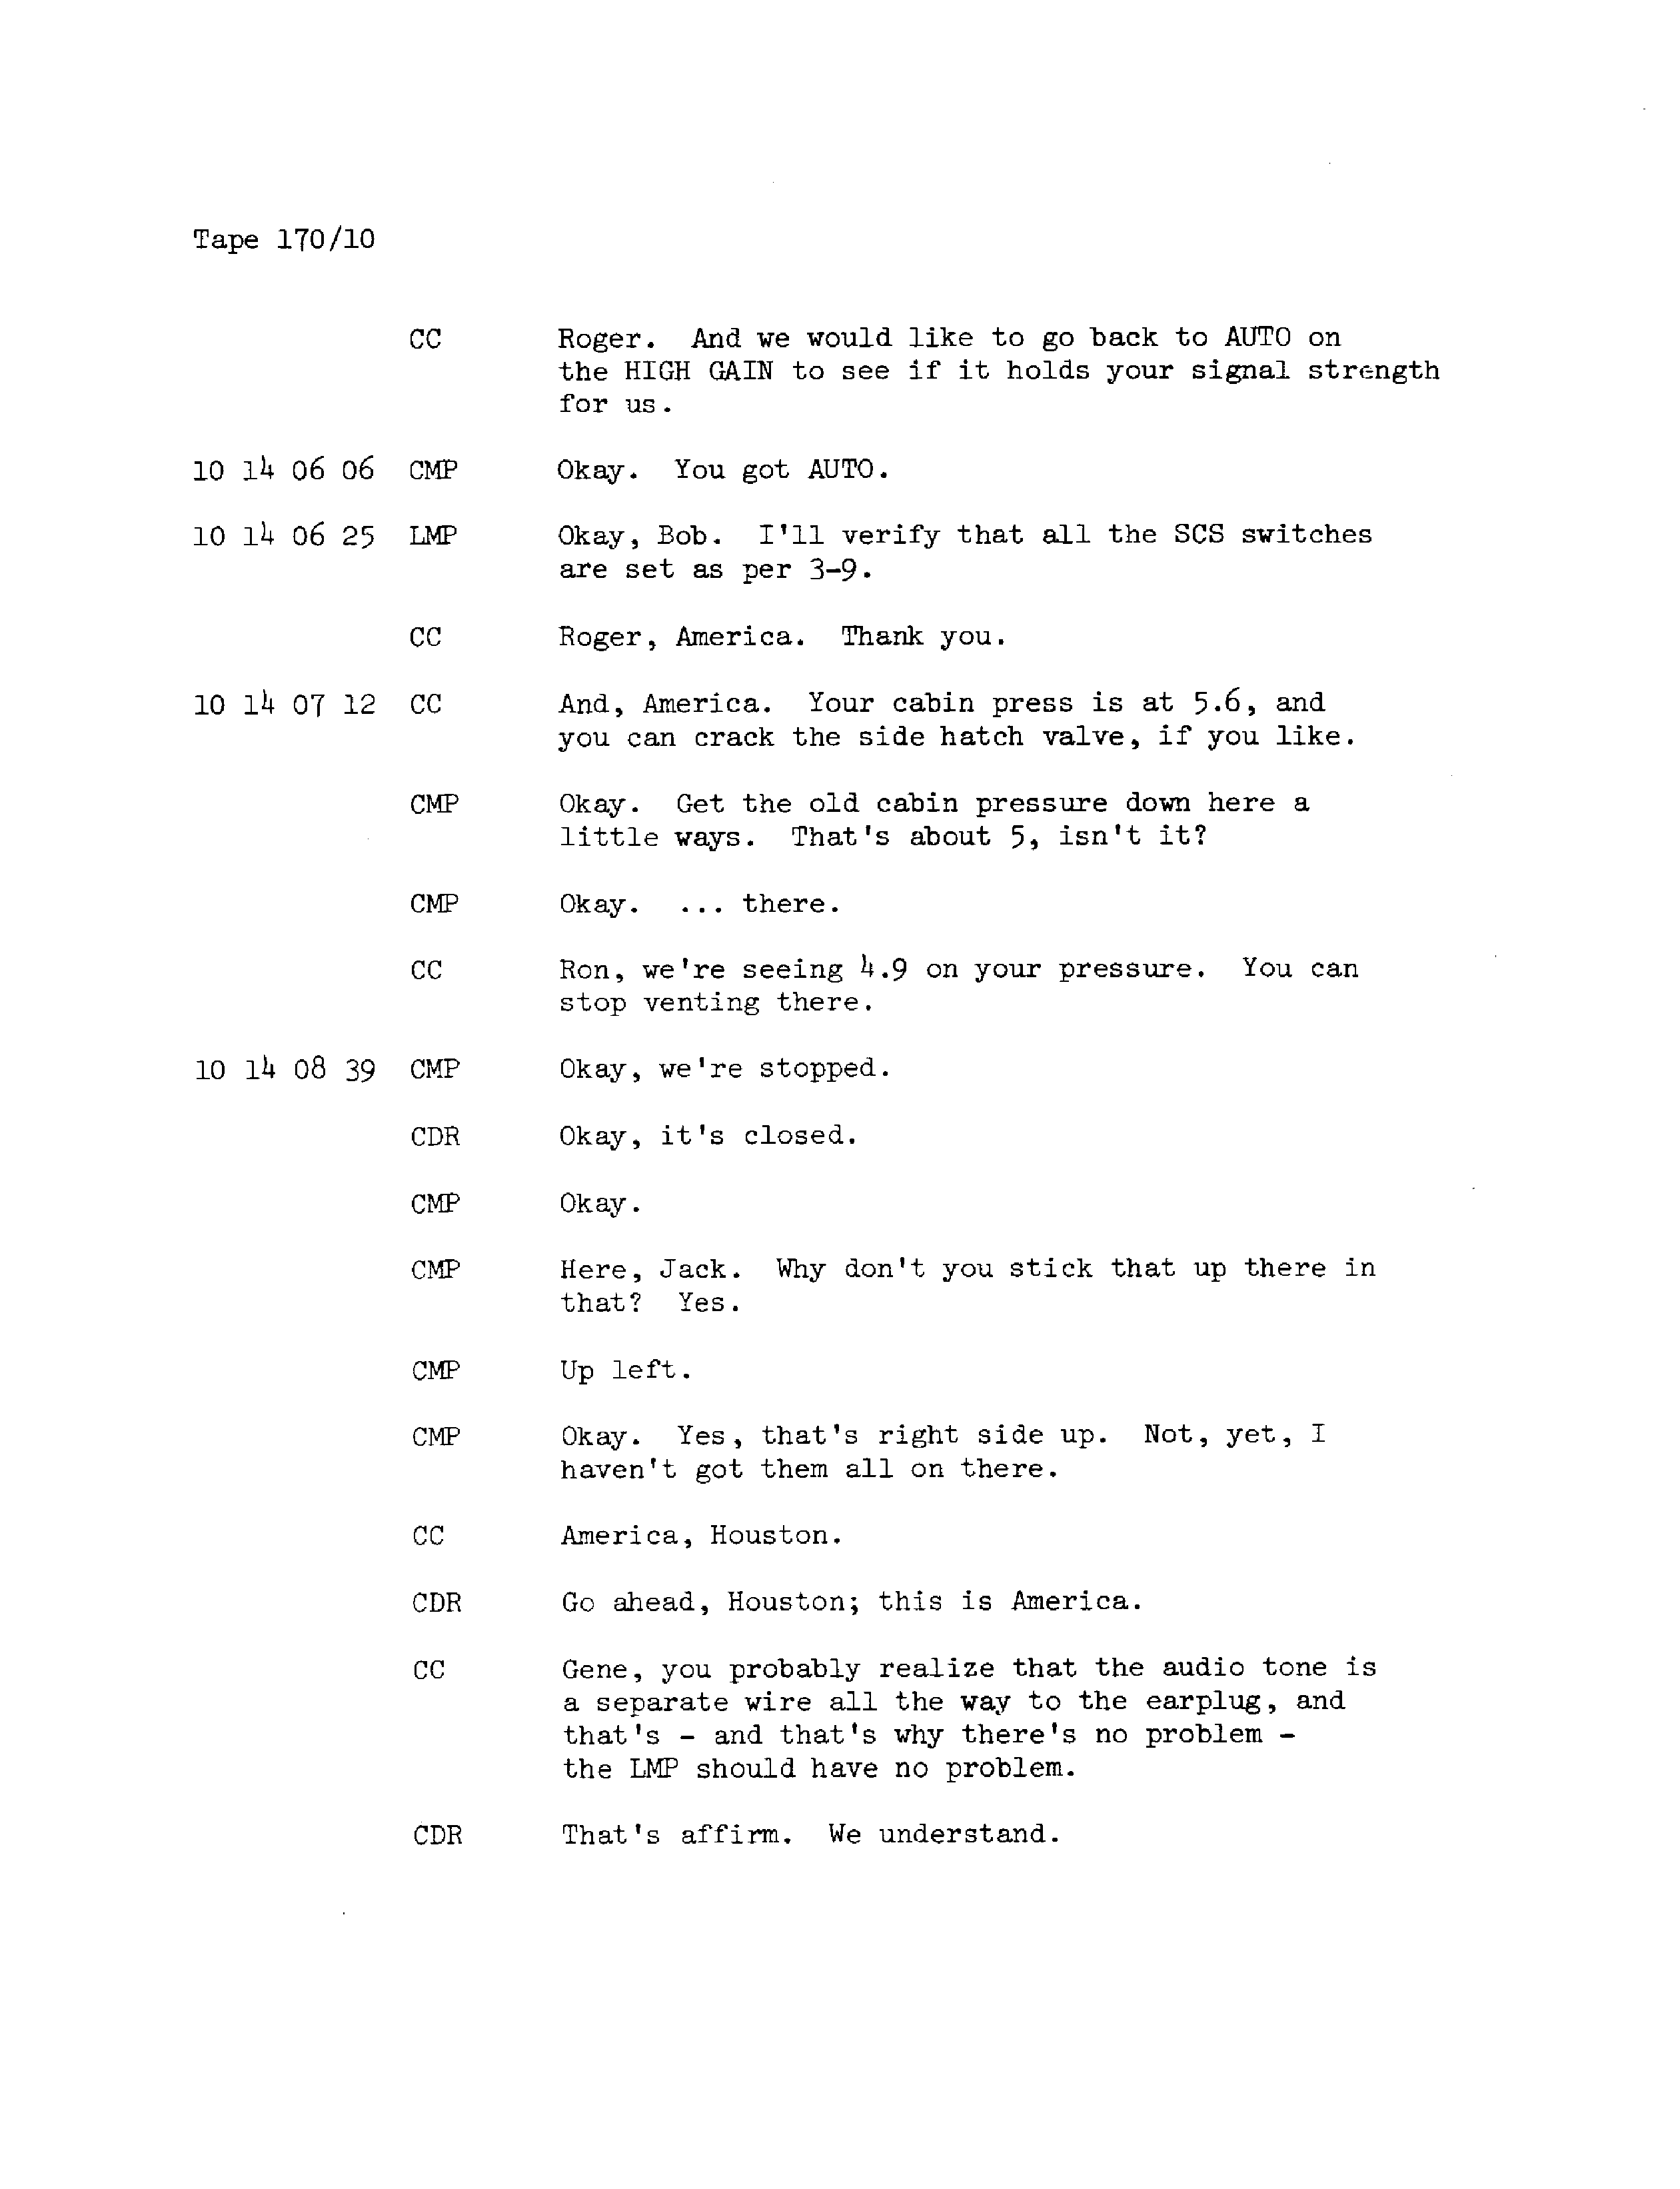 Tape 170/10
CC Roger. And we would like to go back to AUTO on
the HIGH GAIN to see if it holds your signal strength
for us.
10 14 06 06 CMP Okay. You got AUTO.
10 14 06 25 LMP Okay, Bob. I'll verify that all the SCS switches
are set as per 3-9.
CC Roger, America. Thank you.
10 14 07 12 CC And, America. Your cabin press is at 5.6, and
you can crack the side hatch valve, if you like.
CMP Okay. Get the old cabin pressure down here a
little ways. That's about 5, isn't it?
CMP Okay. ... there.
CC Ron, we're seeing 4.9 on your pressure. You can
stop venting there.
10 14 08 39 CMP Okay, we're stopped.
CDR Okay, it's closed.
CMP Okay.
CMP Here, Jack. Why don't you stick that up there in
that? Yes.
CMP Up left.
CMP Okay. Yes, that's right side up. Not, yet, I
haven't got them all on there.
CC America, Houston.
CDR Go ahead, Houston; this is America.
CC Gene, you probably realize that the audio tone is
a separate wire all the way to the earplug, and
that's - and that's why there's no problem -
the LMP should have no problem.
CDR That's affirm. We understand.